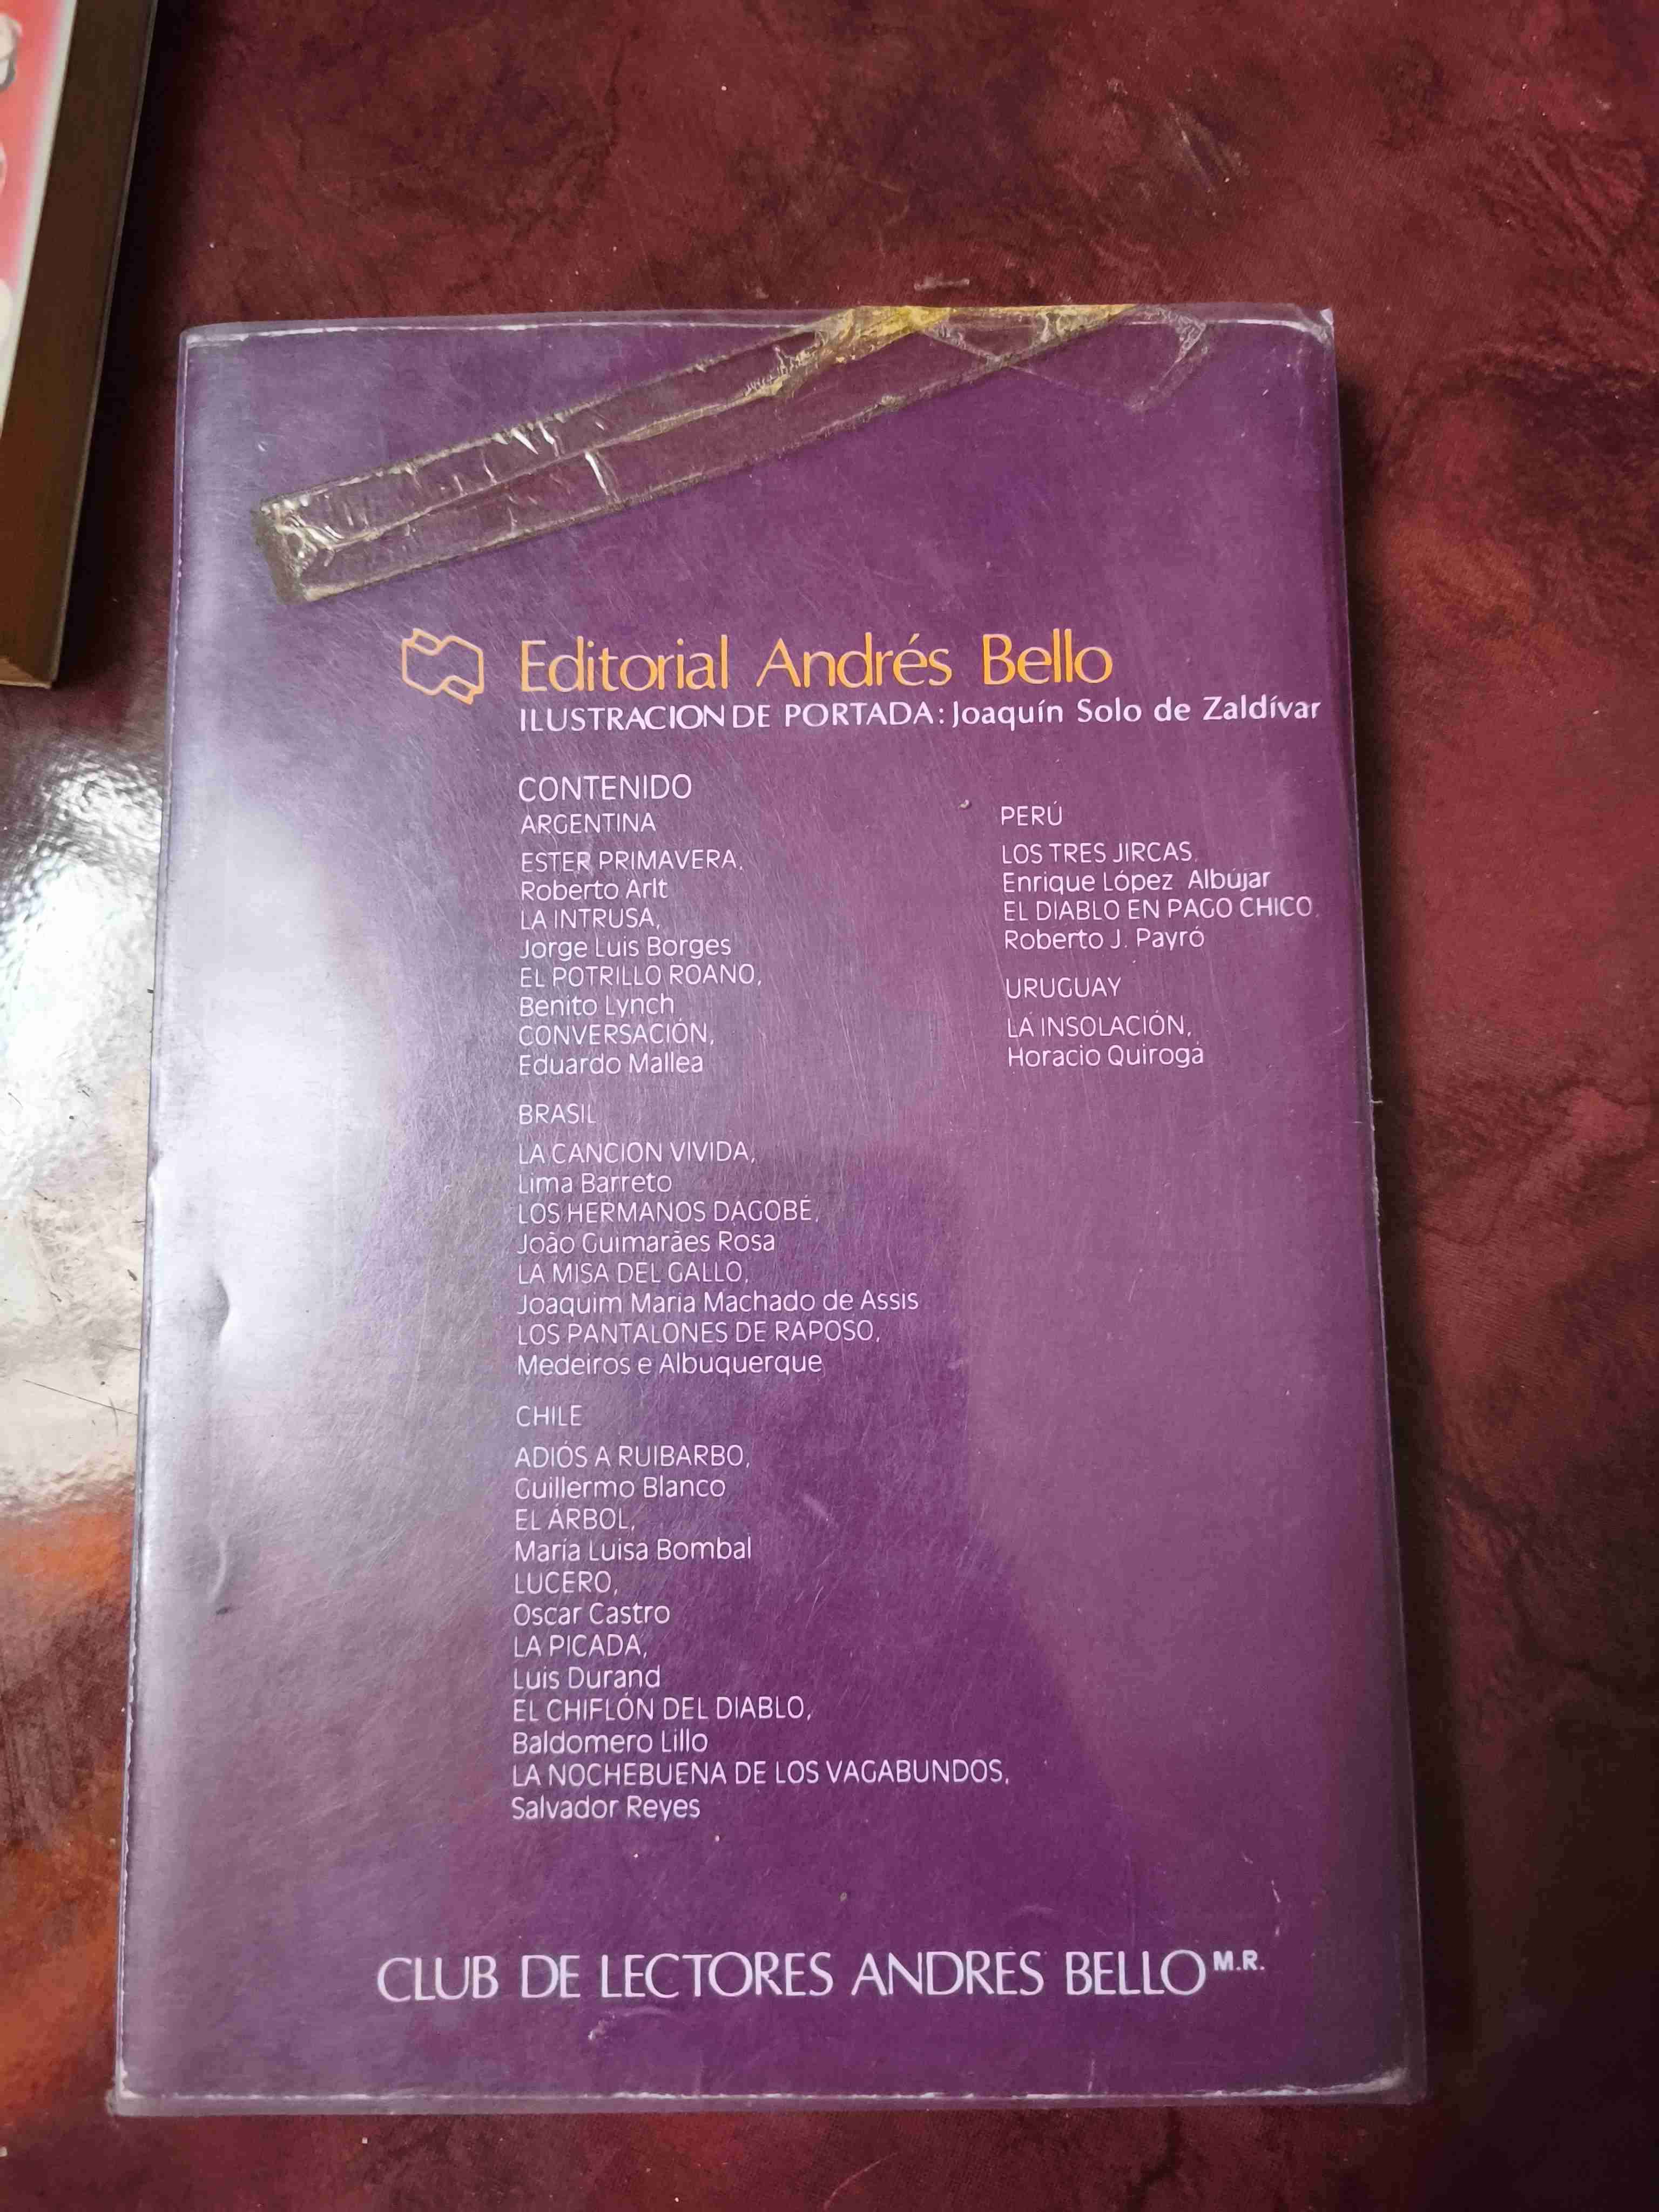 Editorial Andrés Bello
ILUSTRACION DE PORTADA: Joaquín Solo de Zaldívar
CONTENIDO
ARGENTINA
ESTER PRIMAVERA,
Roberto Arlt
LA INTRUSA,
Jorge Luis Borges
EL POTRILLO ROANO,
Benito Lynch
CONVERSACIÓN,
Eduardo Mallea
BRASIL
LA CANCION VIVIDA,
Lima Barreto
LOS HERMANOS DAGOBÉ,
João Guimarães Rosa
LA MISA DEL GALLO,
Joaquim Maria Machado de Assis
LOS PANTALONES DE RAPOSO,
Medeiros e Albuquerque
CHILE
ADIÓS A RUIBARBO,
Guillermo Blanco
EL ÁRBOL,
María Luisa Bombal
LUCERO,
Oscar Castro
LA PICADA,
Luis Durand
EL CHIFLÓN DEL DIABLO,
Baldomero Lillo
LA NOCHEBUENA DE LOS VAGABUNDOS,
Salvador Reyes
PERÚ
LOS TRES JIRCAS,
Enrique López Albújar
EL DIABLO EN PAGO CHICO,
Roberto J. Payró
URUGUAY
LA INSOLACIÓN,
Horacio Quiroga
CLUB DE LECTORES ANDRES BELLO M.R.